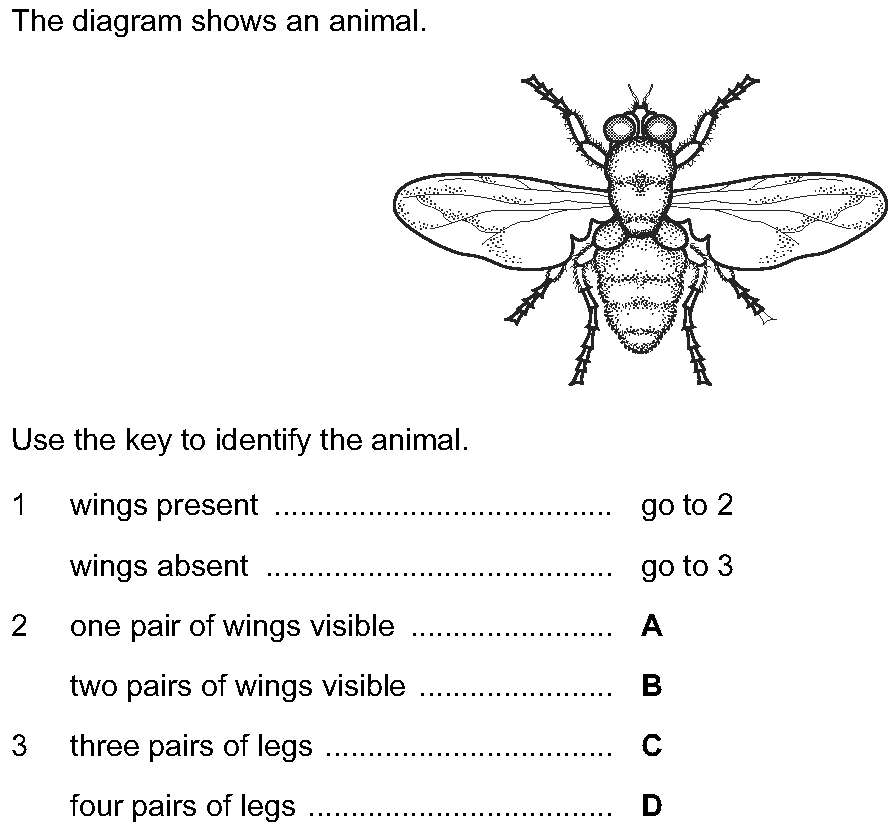 The diagram shows an animal.
Use the key to identify the animal.
1 wings present ........................................ go to 2
wings absent ......................................... go to 3
2 one pair of wings visible ........................ A
two pairs of wings visible ....................... B
3 three pairs of legs .................................. C
four pairs of legs .................................... D